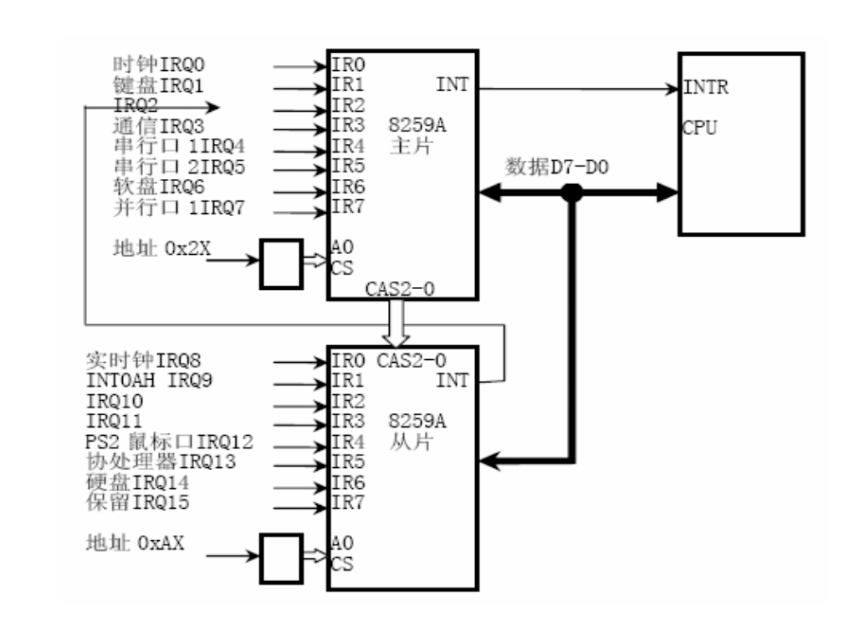 时钟IRQ0
键盘IRQ1
IRQ2
通信IRQ3
串行口 1IRQ4
串行口 2IRQ5
软盘IRQ6
并行口 1IRQ7
地址 0x2X
IR0
IR1
IR2
IR3
IR4
IR5
IR6
IR7
INT
8259A
主片
A0
CS
CAS2-0
INTR
CPU
数据D7-D0
实时钟IRQ8
INT0AH IRQ9
IRQ10
IRQ11
PS2 鼠标口IRQ12
协处理器IRQ13
硬盘IRQ14
保留IRQ15
地址 0xAX
IR0 CAS2-0
IR1
IR2
IR3
IR4
IR5
IR6
IR7
INT
8259A
从片
A0
CS